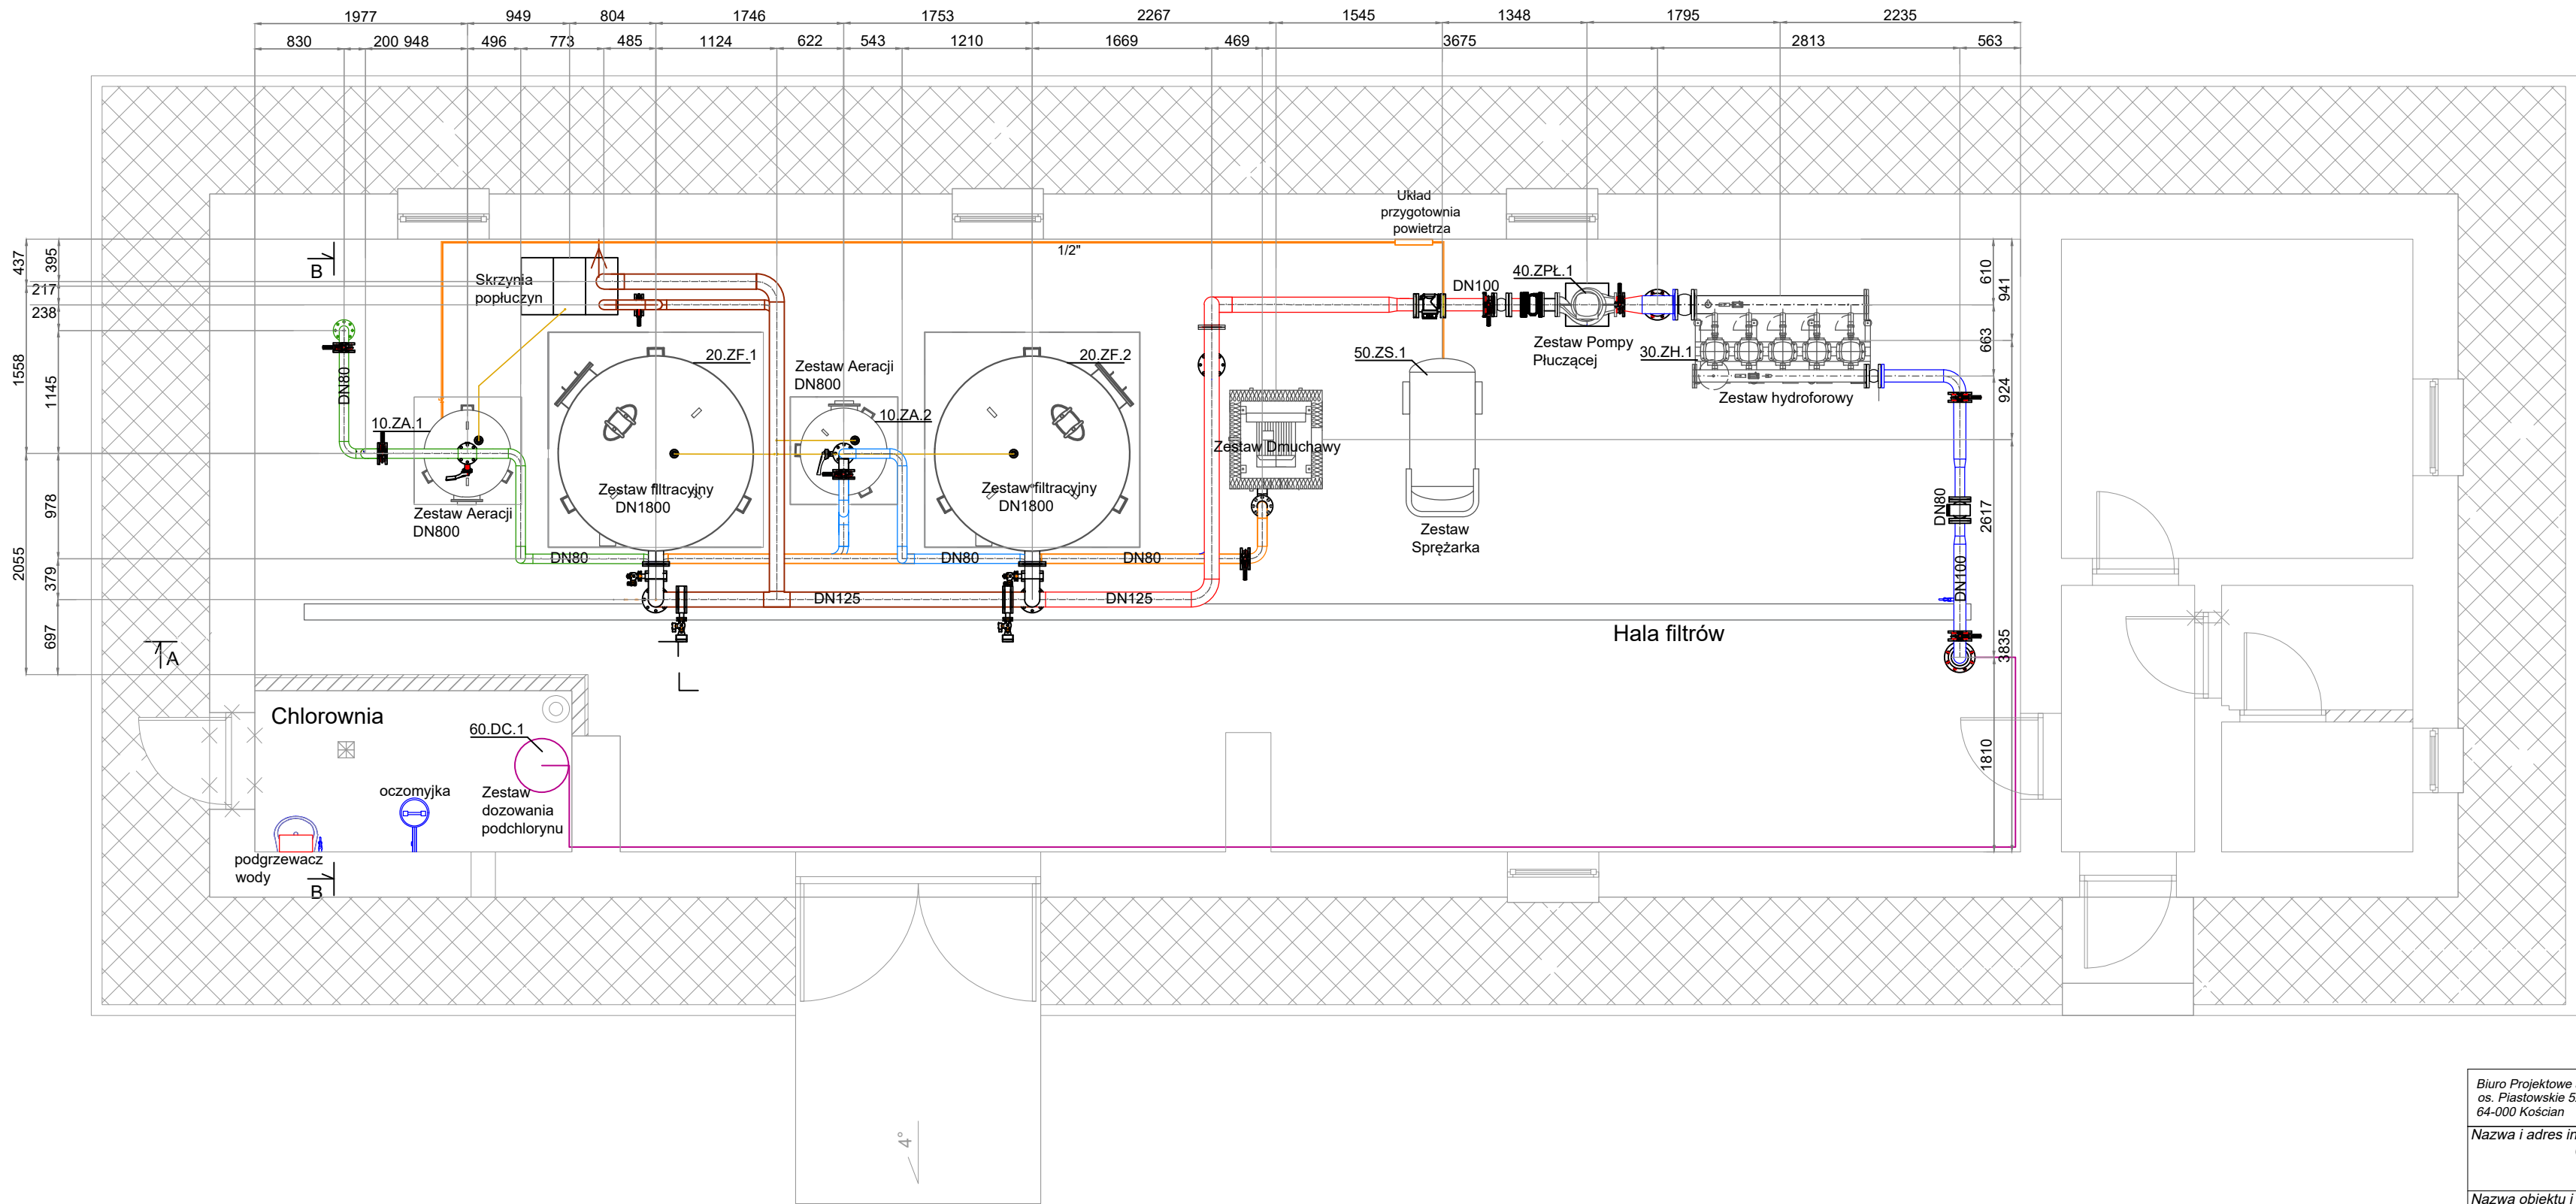 1977 949 804 1746 1753 2267 1545 1348 1795 2235
830 200 948 496 773 485 1124 622 543 1210 1669 469 3675 2813 563
437
395
217
238
1558
1145
978
2055
379
697
B
Skrzynia
popłuczyn
1/2"
Układ
przygotownia
powietrza
DN100
40.ZPŁ.1
Zestaw Pompy
Płuczącej
30.ZH.1
Zestaw hydroforowy
50.ZS.1
Zestaw
Sprężarka
610
941
663
924
2617
3835
1810
DN80
10.ZA.1
Zestaw Aeracji
DN800
20.ZF.1
Zestaw filtracyjny
DN1800
Zestaw Aeracji
DN800
10.ZA.2
20.ZF.2
Zestaw filtracyjny
DN1800
Zestaw Dmuchawy
DN80
DN80
DN80
DN125
DN125
DN80
DN100
Hala filtrów
A
Chlorownia
60.DC.1
oczomyjka
Zestaw
dozowania
podchlorynu
podgrzewacz
wody
B
4°
Biuro Projektowe
os. Piastowskie
64-000 Kościan
Nazwa i adres
Nazwa obiektu i